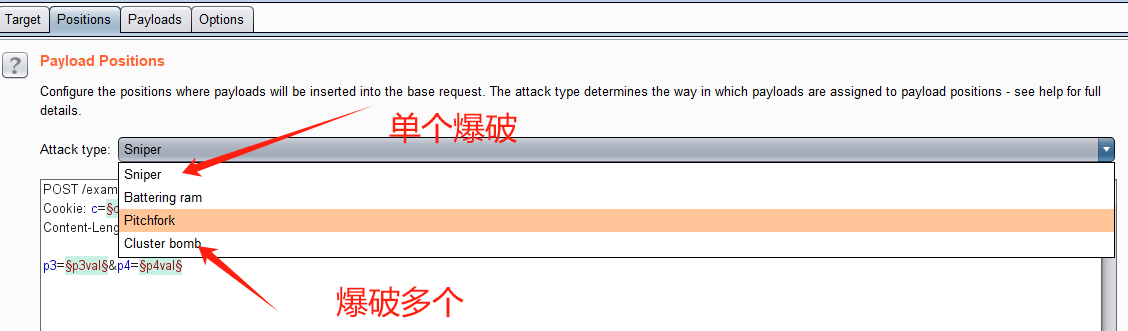 Target Positions Payloads Options
?
Payload Positions
Configure the positions where payloads will be inserted into the base request. The attack type determines the way in which payloads are assigned to payload positions - see help for full
details.
单个爆破
Attack type: Sniper
Sniper
POST /exam
Battering ram
Cookie: c=§
Pitchfork
Content-Leng
Cluster bomb
p3=§p3val§&p4=§p4val§
爆破多个